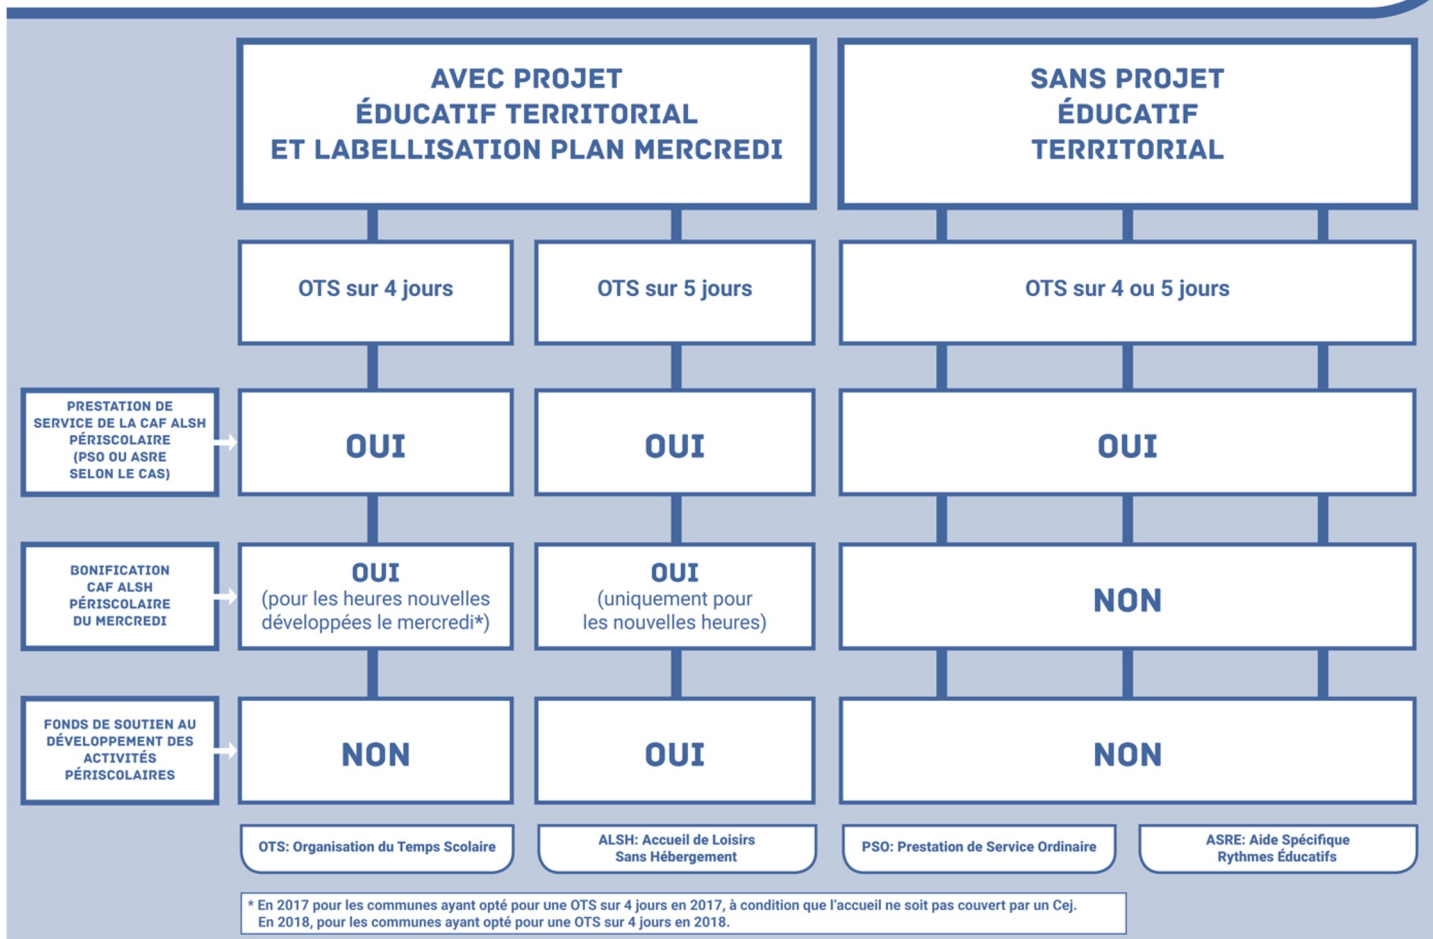 AVEC PROJET
ÉDUCATIF TERRITORIAL
ET LABELLISATION PLAN MERCREDI
SANS PROJET
ÉDUCATIF
TERRITORIAL
OTS sur 4 jours
OTS sur 5 jours
OTS sur 4 ou 5 jours
PRESTATION DE
SERVICE DE LA CAF ALSH
PÉRISCOLAIRE
(PSO OU ASRE
SELON LE CAS)
OUI
OUI
OUI
BONIFICATION
CAF ALSH
PÉRISCOLAIRE
DU MERCREDI
OUI
(pour les heures nouvelles
développées le mercredi*)
OUI
(uniquement pour
les nouvelles heures)
NON
FONDS DE SOUTIEN AU
DÉVELOPPEMENT DES
ACTIVITÉS
PÉRISCOLAIRES
NON
OUI
NON
OTS: Organisation du Temps Scolaire
ALSH: Accueil de Loisirs
Sans Hébergement
PSO: Prestation de Service Ordinaire
ASRE: Aide Spécifique
Rythmes Éducatifs
* En 2017 pour les communes ayant opté pour une OTS sur 4 jours en 2017, à condition que l'accueil ne soit pas couvert par un Cej.
En 2018, pour les communes ayant opté pour une OTS sur 4 jours en 2018.